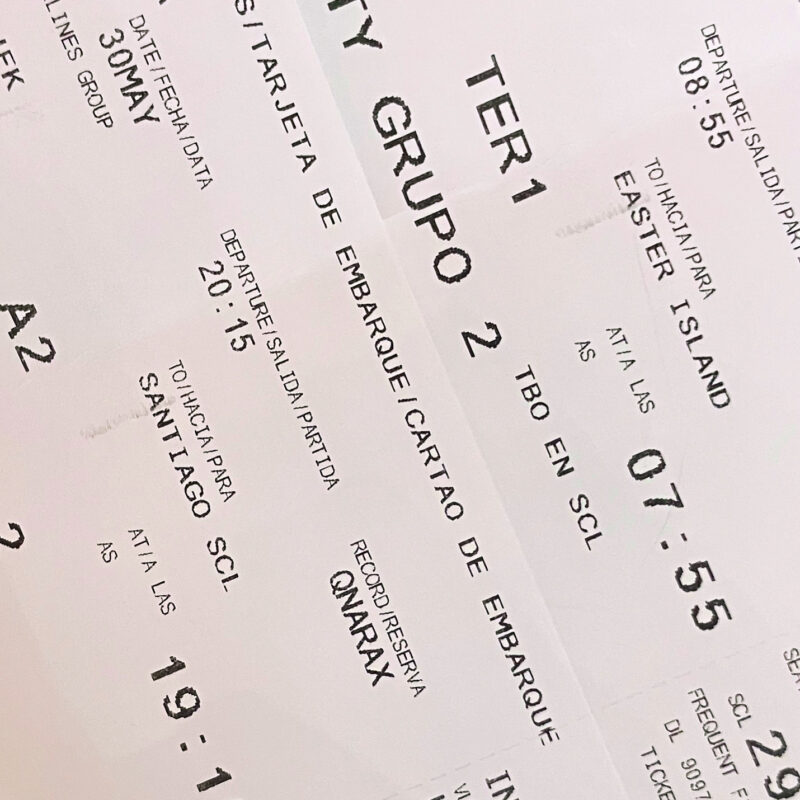 LINES GROUP
DATE/FECHA/DATA
30MAY
DEPARTURE/SALIDA/PARTIDA
20:15
A2
TO/HACIA/PARA
SANTIAGO SCL
AT/A LAS
AS
19:1
2
RECORD/RESERVA
QNARAX
S/TARJETA DE EMBARQUE/CARTAO DE EMBARQUE
TY GRUPO 2
TER1
TBO EN SCL
DEPARTURE/SALIDA/PART
08:55
TO/HACIA/PARA
EASTER ISLAND
AT/A LAS
AS
07:55
SCL 29
FREQUENT F
DL 9097
TICKE
IN